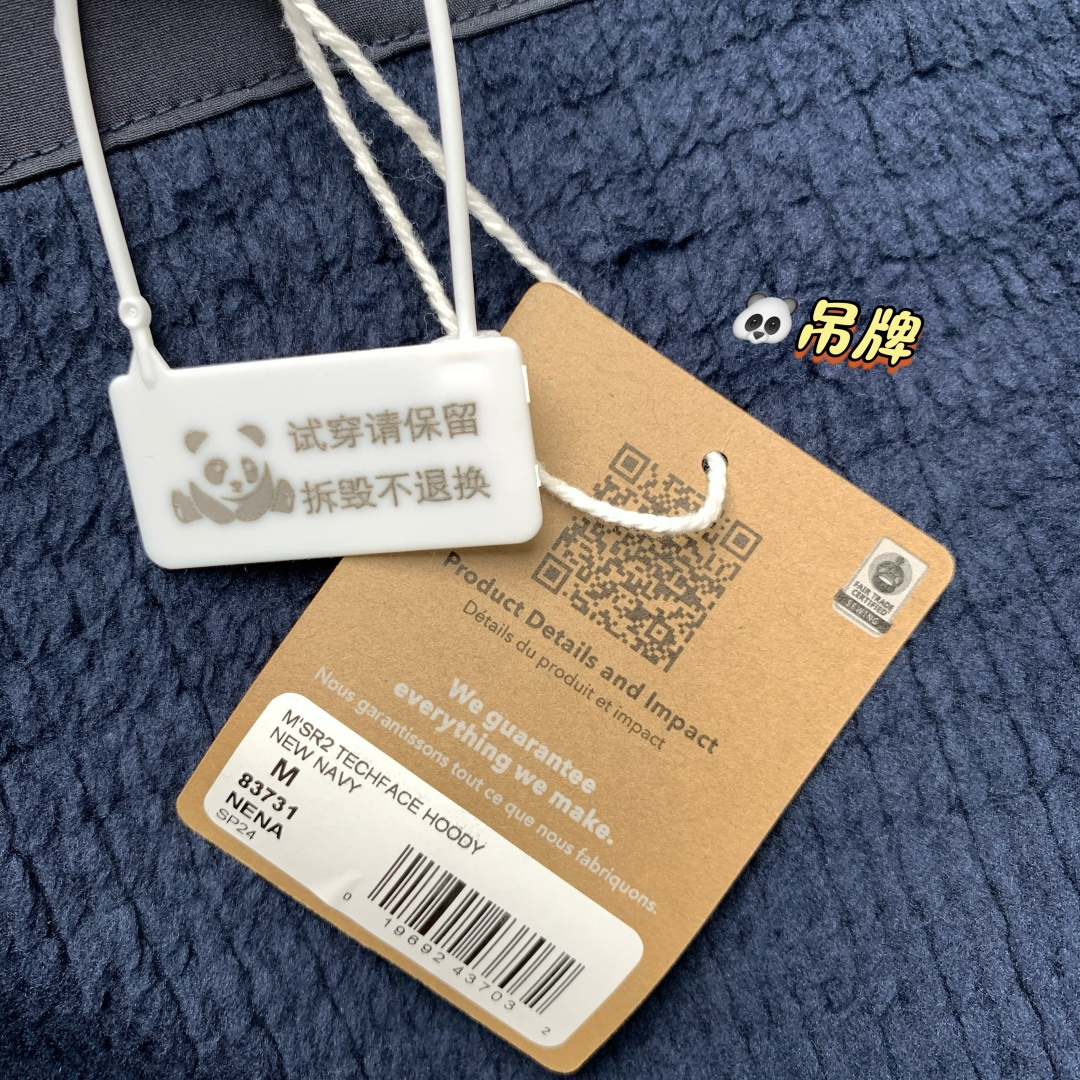 吊牌
试穿请保留
拆毁不退换
FAIR TRADE
CERTIFIED
SEWING
Product Details and Impact
Détails du produit et impact
We guarantee
everything we make.
Nous garantissons tout ce que nous fabriquons.
M'SR2 TECHFACE HOODY
NEW NAVY
M
83731
NENA
SP24
0 19692 43703 2